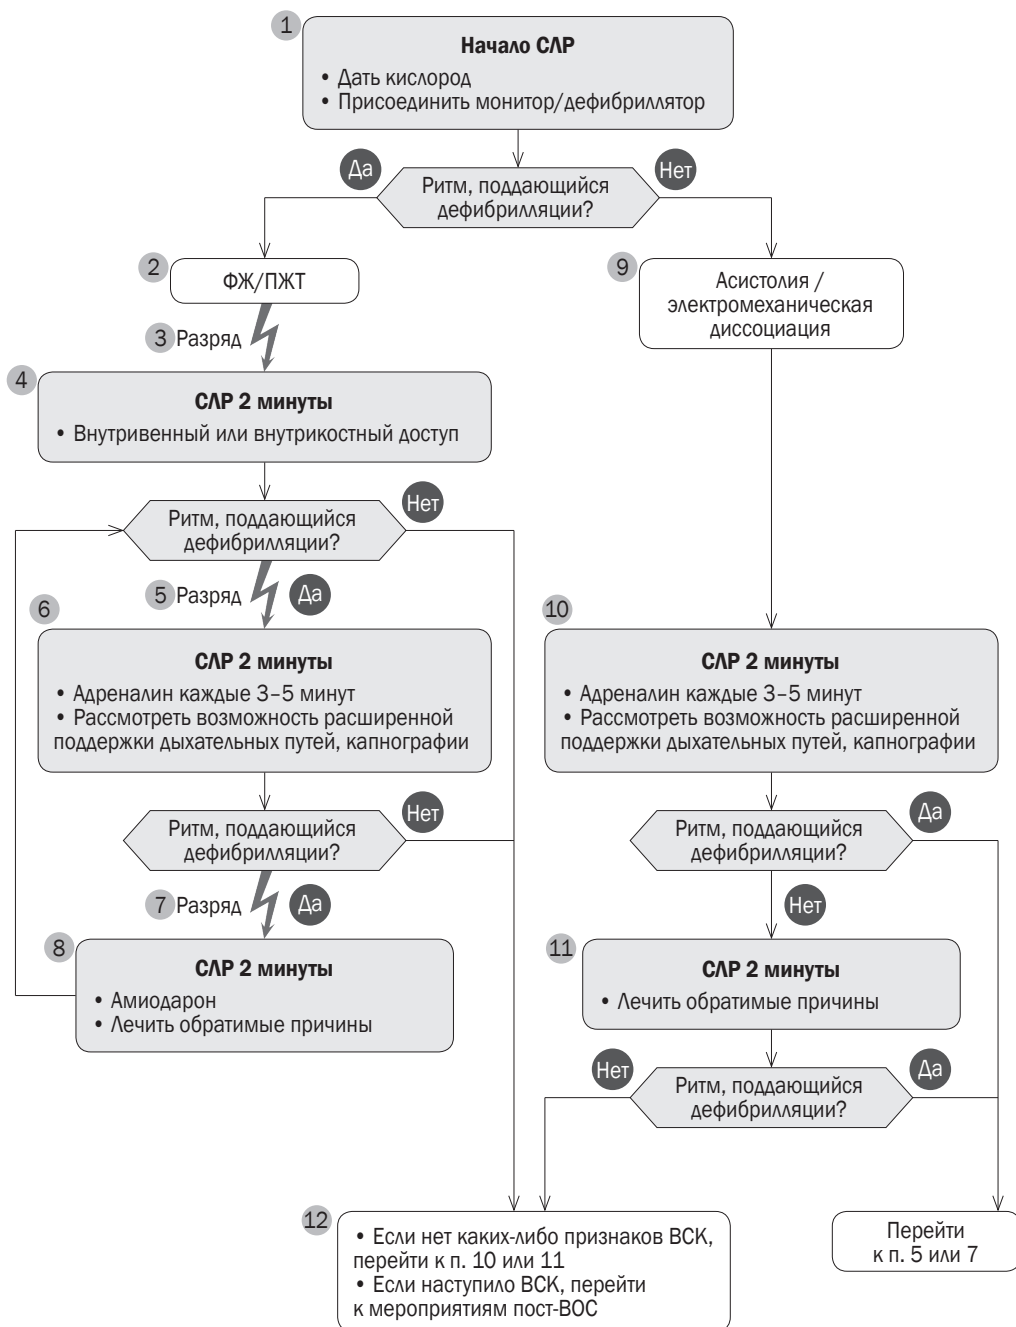 1
Начало СЛР
• Дать кислород
• Присоединить монитор/дефибриллятор
Да
Нет
Ритм, поддающийся
дефибрилляции?
2
ФЖ/ПЖТ
9
Асистолия /
электромеханическая
диссоциация
3 Разряд
4
СЛР 2 минуты
• Внутривенный или внутрикостный доступ
Ритм, поддающийся
дефибрилляции?
Нет
5 Разряд
Да
6
СЛР 2 минуты
• Адреналин каждые 3–5 минут
• Рассмотреть возможность расширенной
поддержки дыхательных путей, капнографии
10
СЛР 2 минуты
• Адреналин каждые 3–5 минут
• Рассмотреть возможность расширенной
поддержки дыхательных путей, капнографии
Ритм, поддающийся
дефибрилляции?
Нет
Ритм, поддающийся
дефибрилляции?
Да
7 Разряд
Да
Нет
8
СЛР 2 минуты
• Амиодарон
• Лечить обратимые причины
11
СЛР 2 минуты
• Лечить обратимые причины
Нет
Ритм, поддающийся
дефибрилляции?
Да
12
• Если нет каких-либо признаков ВСК,
перейти к п. 10 или 11
• Если наступило ВСК, перейти
к мероприятиям пост-ВОС
Перейти
к п. 5 или 7